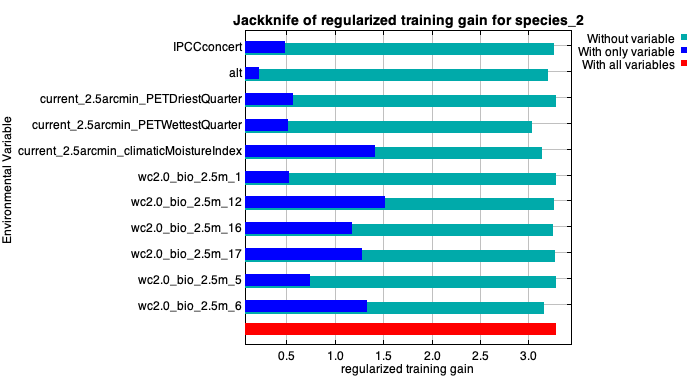 Jackknife of regularized training gain for species_2
Without variable
With only variable
With all variables
Environmental Variable
IPCCconcert
alt
current_2.5arcmin_PETDriestQuarter
current_2.5arcmin_PETWettestQuarter
current_2.5arcmin_climaticMoistureIndex
wc2.0_bio_2.5m_1
wc2.0_bio_2.5m_12
wc2.0_bio_2.5m_16
wc2.0_bio_2.5m_17
wc2.0_bio_2.5m_5
wc2.0_bio_2.5m_6
0.5 1.0 1.5 2.0 2.5 3.0
regularized training gain